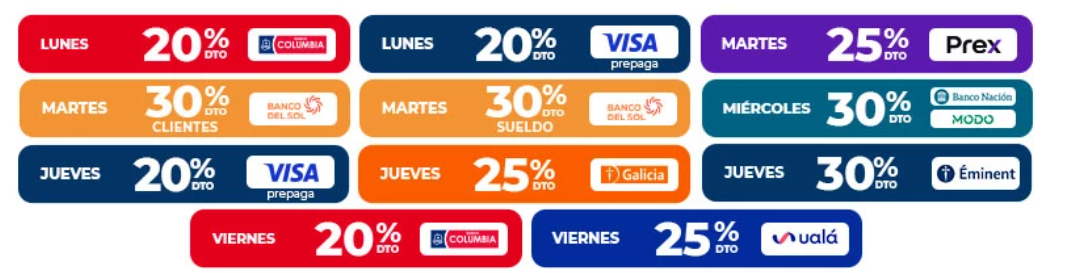 LUNES 20% DTO BANCO COLUMBIA
LUNES 20% DTO VISA prepaga
MARTES 25% DTO Prex
MARTES 30% DTO CLIENTES BANCO DEL SOL
MARTES 30% DTO SUELDO BANCO DEL SOL
MIÉRCOLES 30% DTO Banco Nación MODO
JUEVES 20% DTO VISA prepaga
JUEVES 25% DTO Galicia
JUEVES 30% DTO Éminent
VIERNES 20% DTO BANCO COLUMBIA
VIERNES 25% DTO ualá